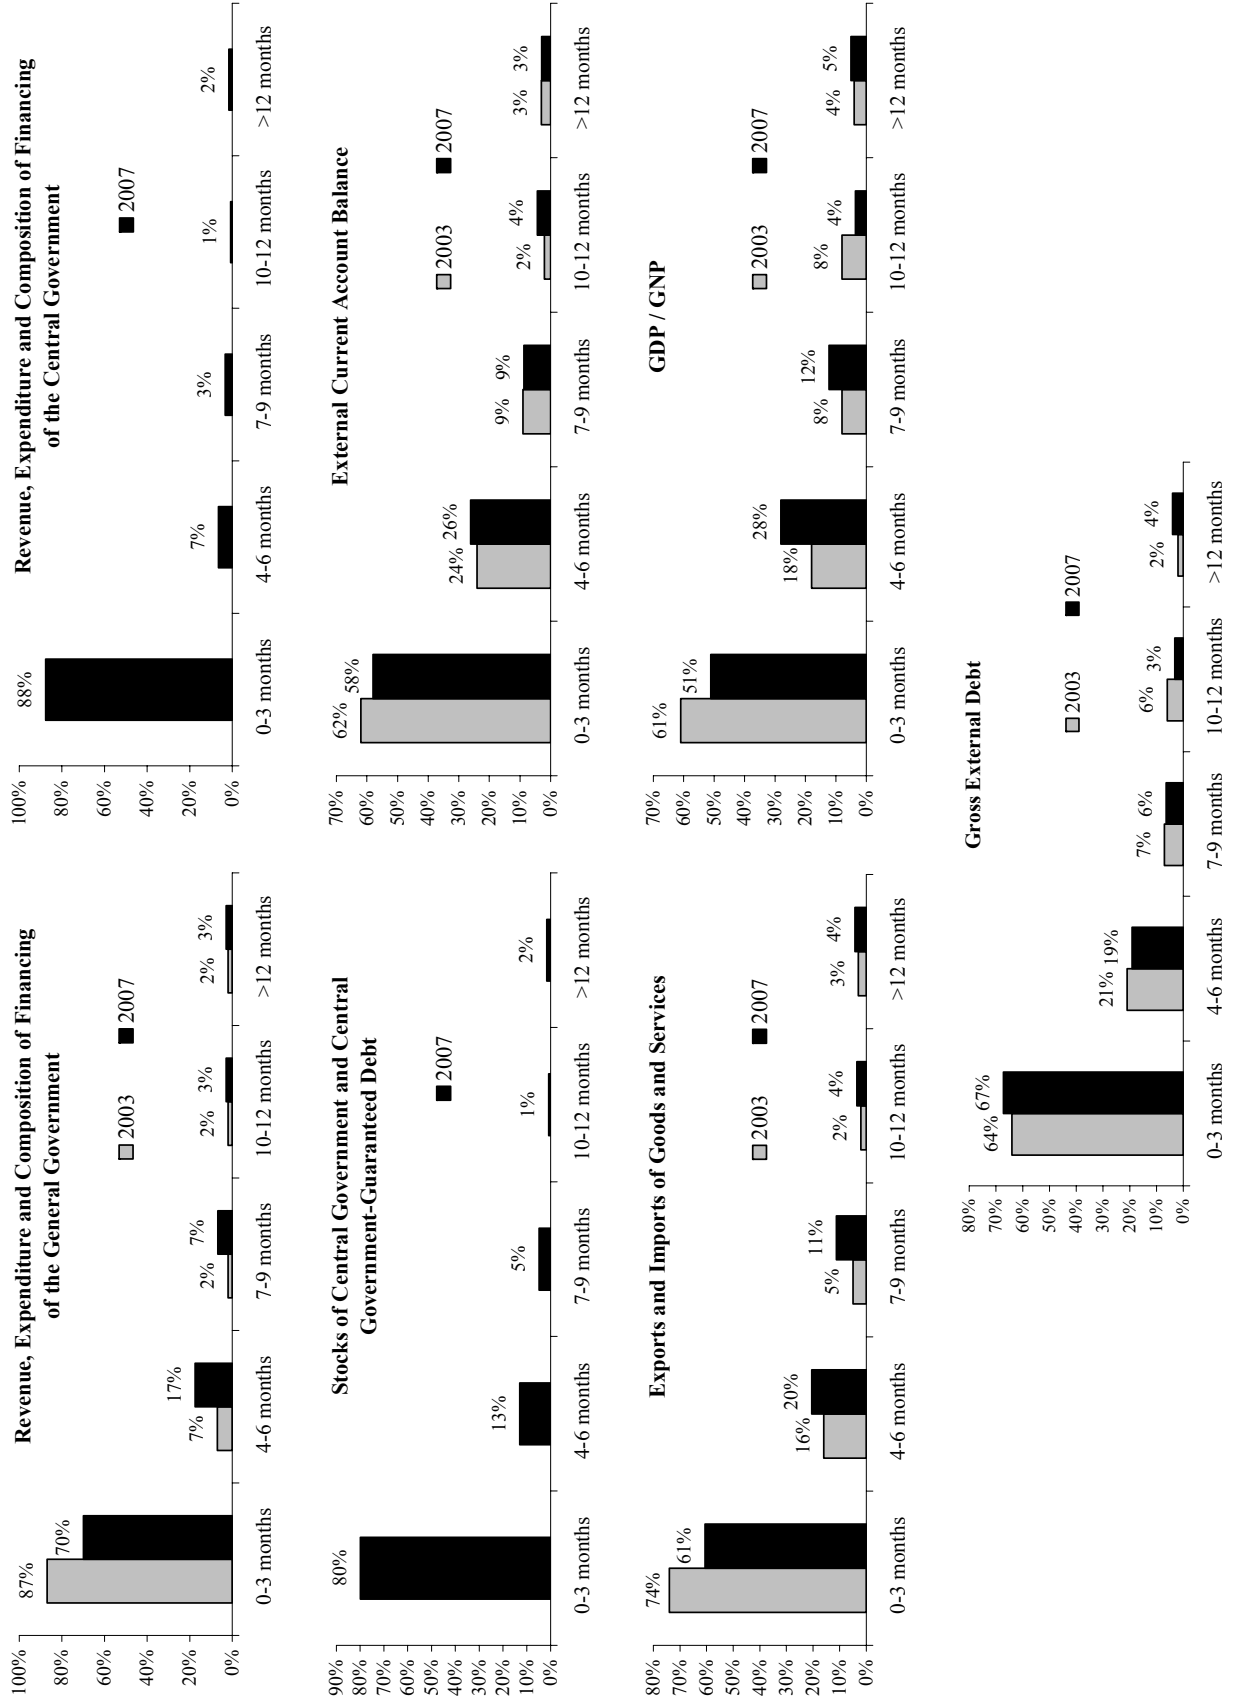 Revenue, Expenditure and Composition of Financing
of the General Government
100%
80%
60%
40%
20%
0%
2003
2007
87%
70%
7%
17%
2%
7%
2%
3%
2%
3%
0-3 months
4-6 months
7-9 months
10-12 months
>12 months
Revenue, Expenditure and Composition of Financing
of the Central Government
100%
80%
60%
40%
20%
0%
2007
88%
7%
3%
1%
2%
0-3 months
4-6 months
7-9 months
10-12 months
>12 months
Stocks of Central Government and Central
Government-Guaranteed Debt
90%
80%
70%
60%
50%
40%
30%
20%
10%
0%
2007
80%
13%
5%
1%
2%
0-3 months
4-6 months
7-9 months
10-12 months
>12 months
External Current Account Balance
70%
60%
50%
40%
30%
20%
10%
0%
2003
2007
62%
58%
24%
26%
9%
9%
2%
4%
3%
3%
0-3 months
4-6 months
7-9 months
10-12 months
>12 months
Exports and Imports of Goods and Services
80%
70%
60%
50%
40%
30%
20%
10%
0%
2003
2007
74%
61%
16%
20%
5%
11%
2%
4%
3%
4%
0-3 months
4-6 months
7-9 months
10-12 months
>12 months
GDP / GNP
70%
60%
50%
40%
30%
20%
10%
0%
2003
2007
61%
51%
18%
28%
8%
12%
8%
4%
4%
5%
0-3 months
4-6 months
7-9 months
10-12 months
>12 months
Gross External Debt
80%
70%
60%
50%
40%
30%
20%
10%
0%
2003
2007
64%
67%
21%
19%
7%
6%
6%
3%
2%
4%
0-3 months
4-6 months
7-9 months
10-12 months
>12 months